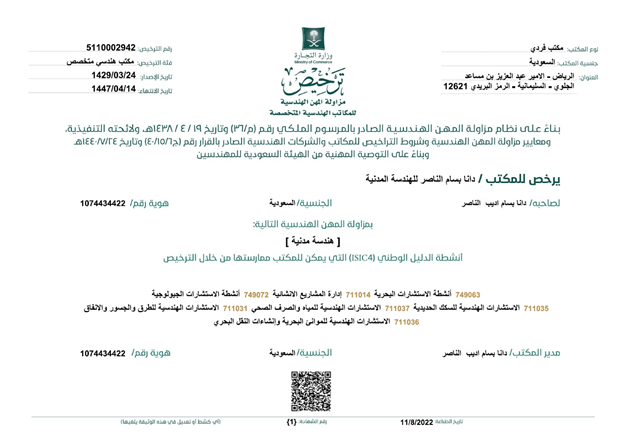 نوع المكتب: مكتب فردي
جنسية المكتب: السعودية
العنوان: الرياض - الامير عبد العزيز بن مساعد
الجلوي - السليمانية - الرمز البريدي 12621
وزارة التجارة
Ministry of Commerce
ترخيص
مزاولة المهن الهندسية
للمكاتب الهندسية المتخصصة
رقم الترخيص: 5110002942
فئة الترخيص: مكتب هندسي متخصص
تاريخ الإصدار: 1429/03/24
تاريخ الانتهاء: 1447/04/14
بناءً على نظام مزاولة المهن الهندسية الصادر بالمرسوم الملكي رقم (م/٣٦) وتاريخ ١٩ / ٤ / ١٤٣٨هـ، ولائحته التنفيذية،
ومعايير مزاولة المهن الهندسية وشروط التراخيص للمكاتب والشركات الهندسية الصادر بالقرار رقم (ج٤٠/١٥/٦) وتاريخ ١٤٤٠/٧/٢٤هـ
وبناءً على التوصية المهنية من الهيئة السعودية للمهندسين
يرخص للمكتب / دانا بسام الناصر للهندسة المدنية
لصاحبه/ دانا بسام اديب الناصر الجنسية/ السعودية هوية رقم/ 1074434422
بمزاولة المهن الهندسية التالية:
[ هندسة مدنية ]
أنشطة الدليل الوطني (ISIC4) التي يمكن للمكتب ممارستها من خلال الترخيص
749063 أنشطة الاستشارات البحرية 711014 إدارة المشاريع الانشائية 749072 أنشطة الاستشارات الجيولوجية
711035 الاستشارات الهندسية للسكك الحديدية 711037 الاستشارات الهندسية للمياه والصرف الصحي 711031 الاستشارات الهندسية للطرق والجسور والانفاق
711036 الاستشارات الهندسية للموانئ البحرية وإنشاءات النقل البحري
مدير المكتب/ دانا بسام اديب الناصر الجنسية/ السعودية هوية رقم/ 1074434422
تاريخ الطباعة: 11/8/2022 رقم الشهادة: {1} (أي كشط أو تعديل في هذه الوثيقة يلغيها)